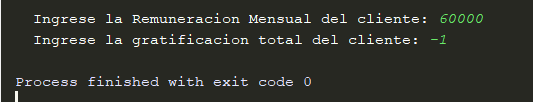 Ingrese la Remuneracion Mensual del cliente: 60000
Ingrese la gratificacion total del cliente: -1
Process finished with exit code 0